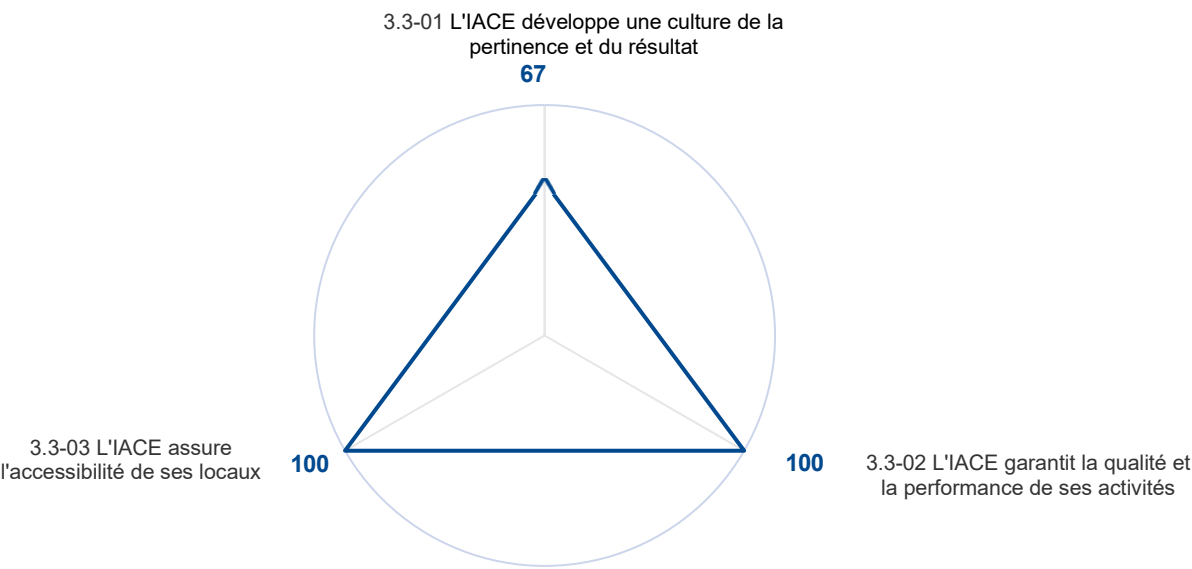 3.3-01 L'IACE développe une culture de la
pertinence et du résultat
67
3.3-03 L'IACE assure
l'accessibilité de ses locaux
100
100
3.3-02 L'IACE garantit la qualité et
la performance de ses activités